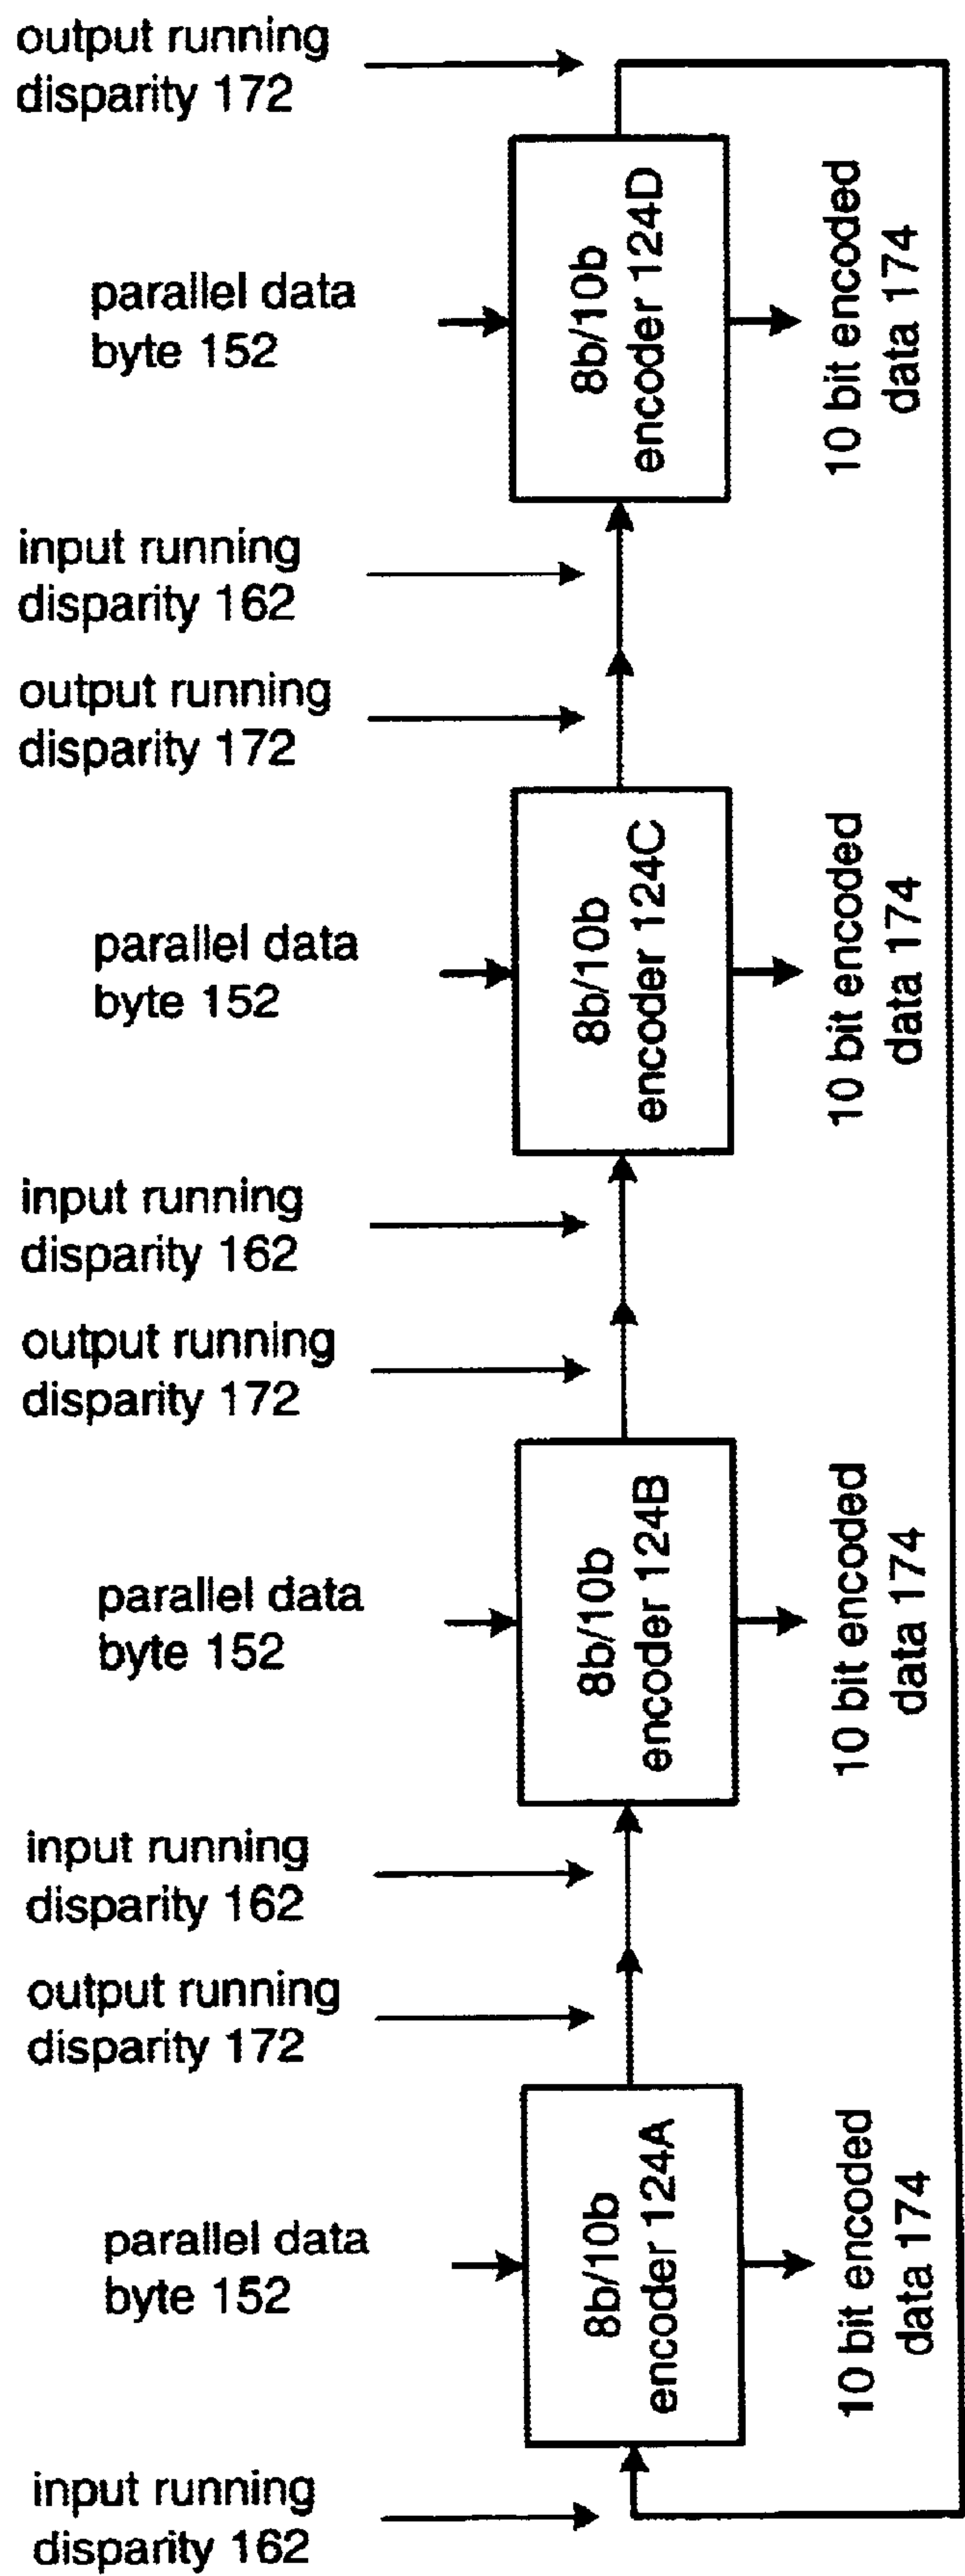 output running
disparity 172
8b/10b
encoder 124D
parallel data
byte 152
10 bit encoded
data 174
input running
disparity 162
output running
disparity 172
8b/10b
encoder 124C
parallel data
byte 152
10 bit encoded
data 174
input running
disparity 162
output running
disparity 172
8b/10b
encoder 124B
parallel data
byte 152
10 bit encoded
data 174
input running
disparity 162
output running
disparity 172
8b/10b
encoder 124A
parallel data
byte 152
10 bit encoded
data 174
input running
disparity 162